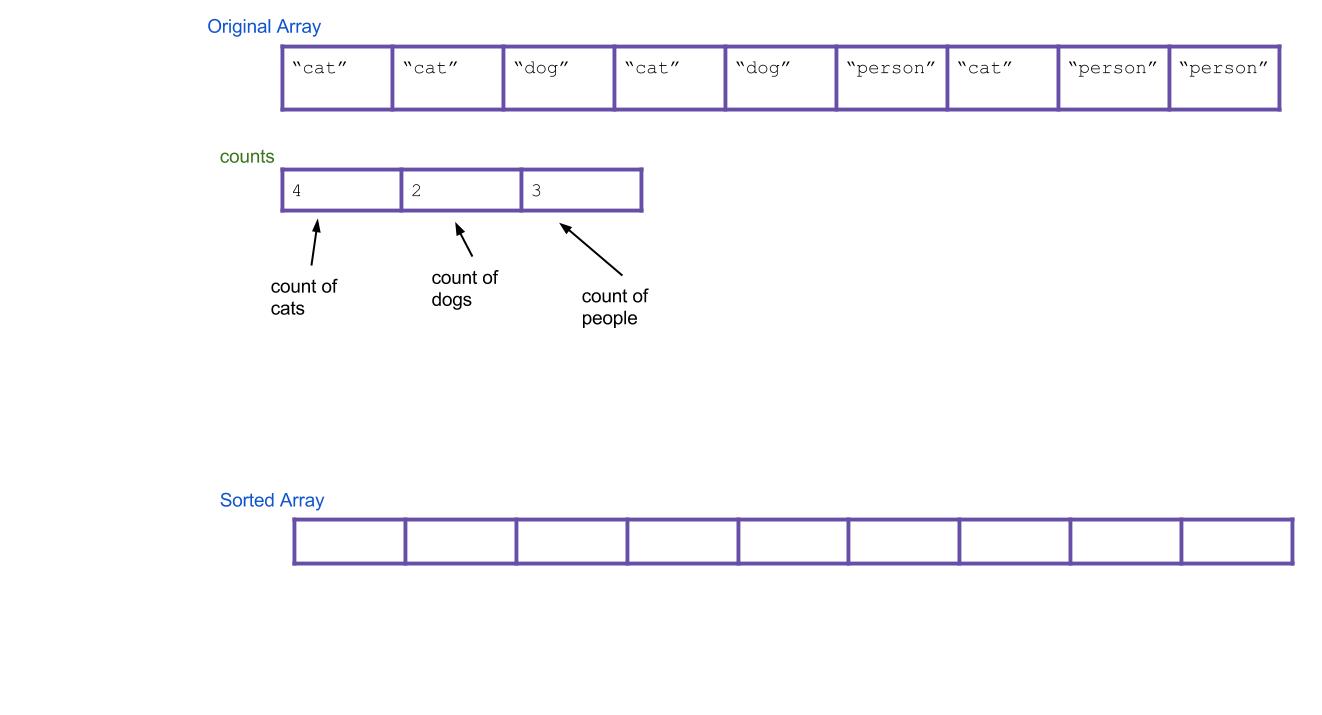 Original Array
“cat” “cat” “dog” “cat” “dog” “person” “cat” “person” “person”
counts
4 2 3
count of
cats
count of
dogs
count of
people
Sorted Array